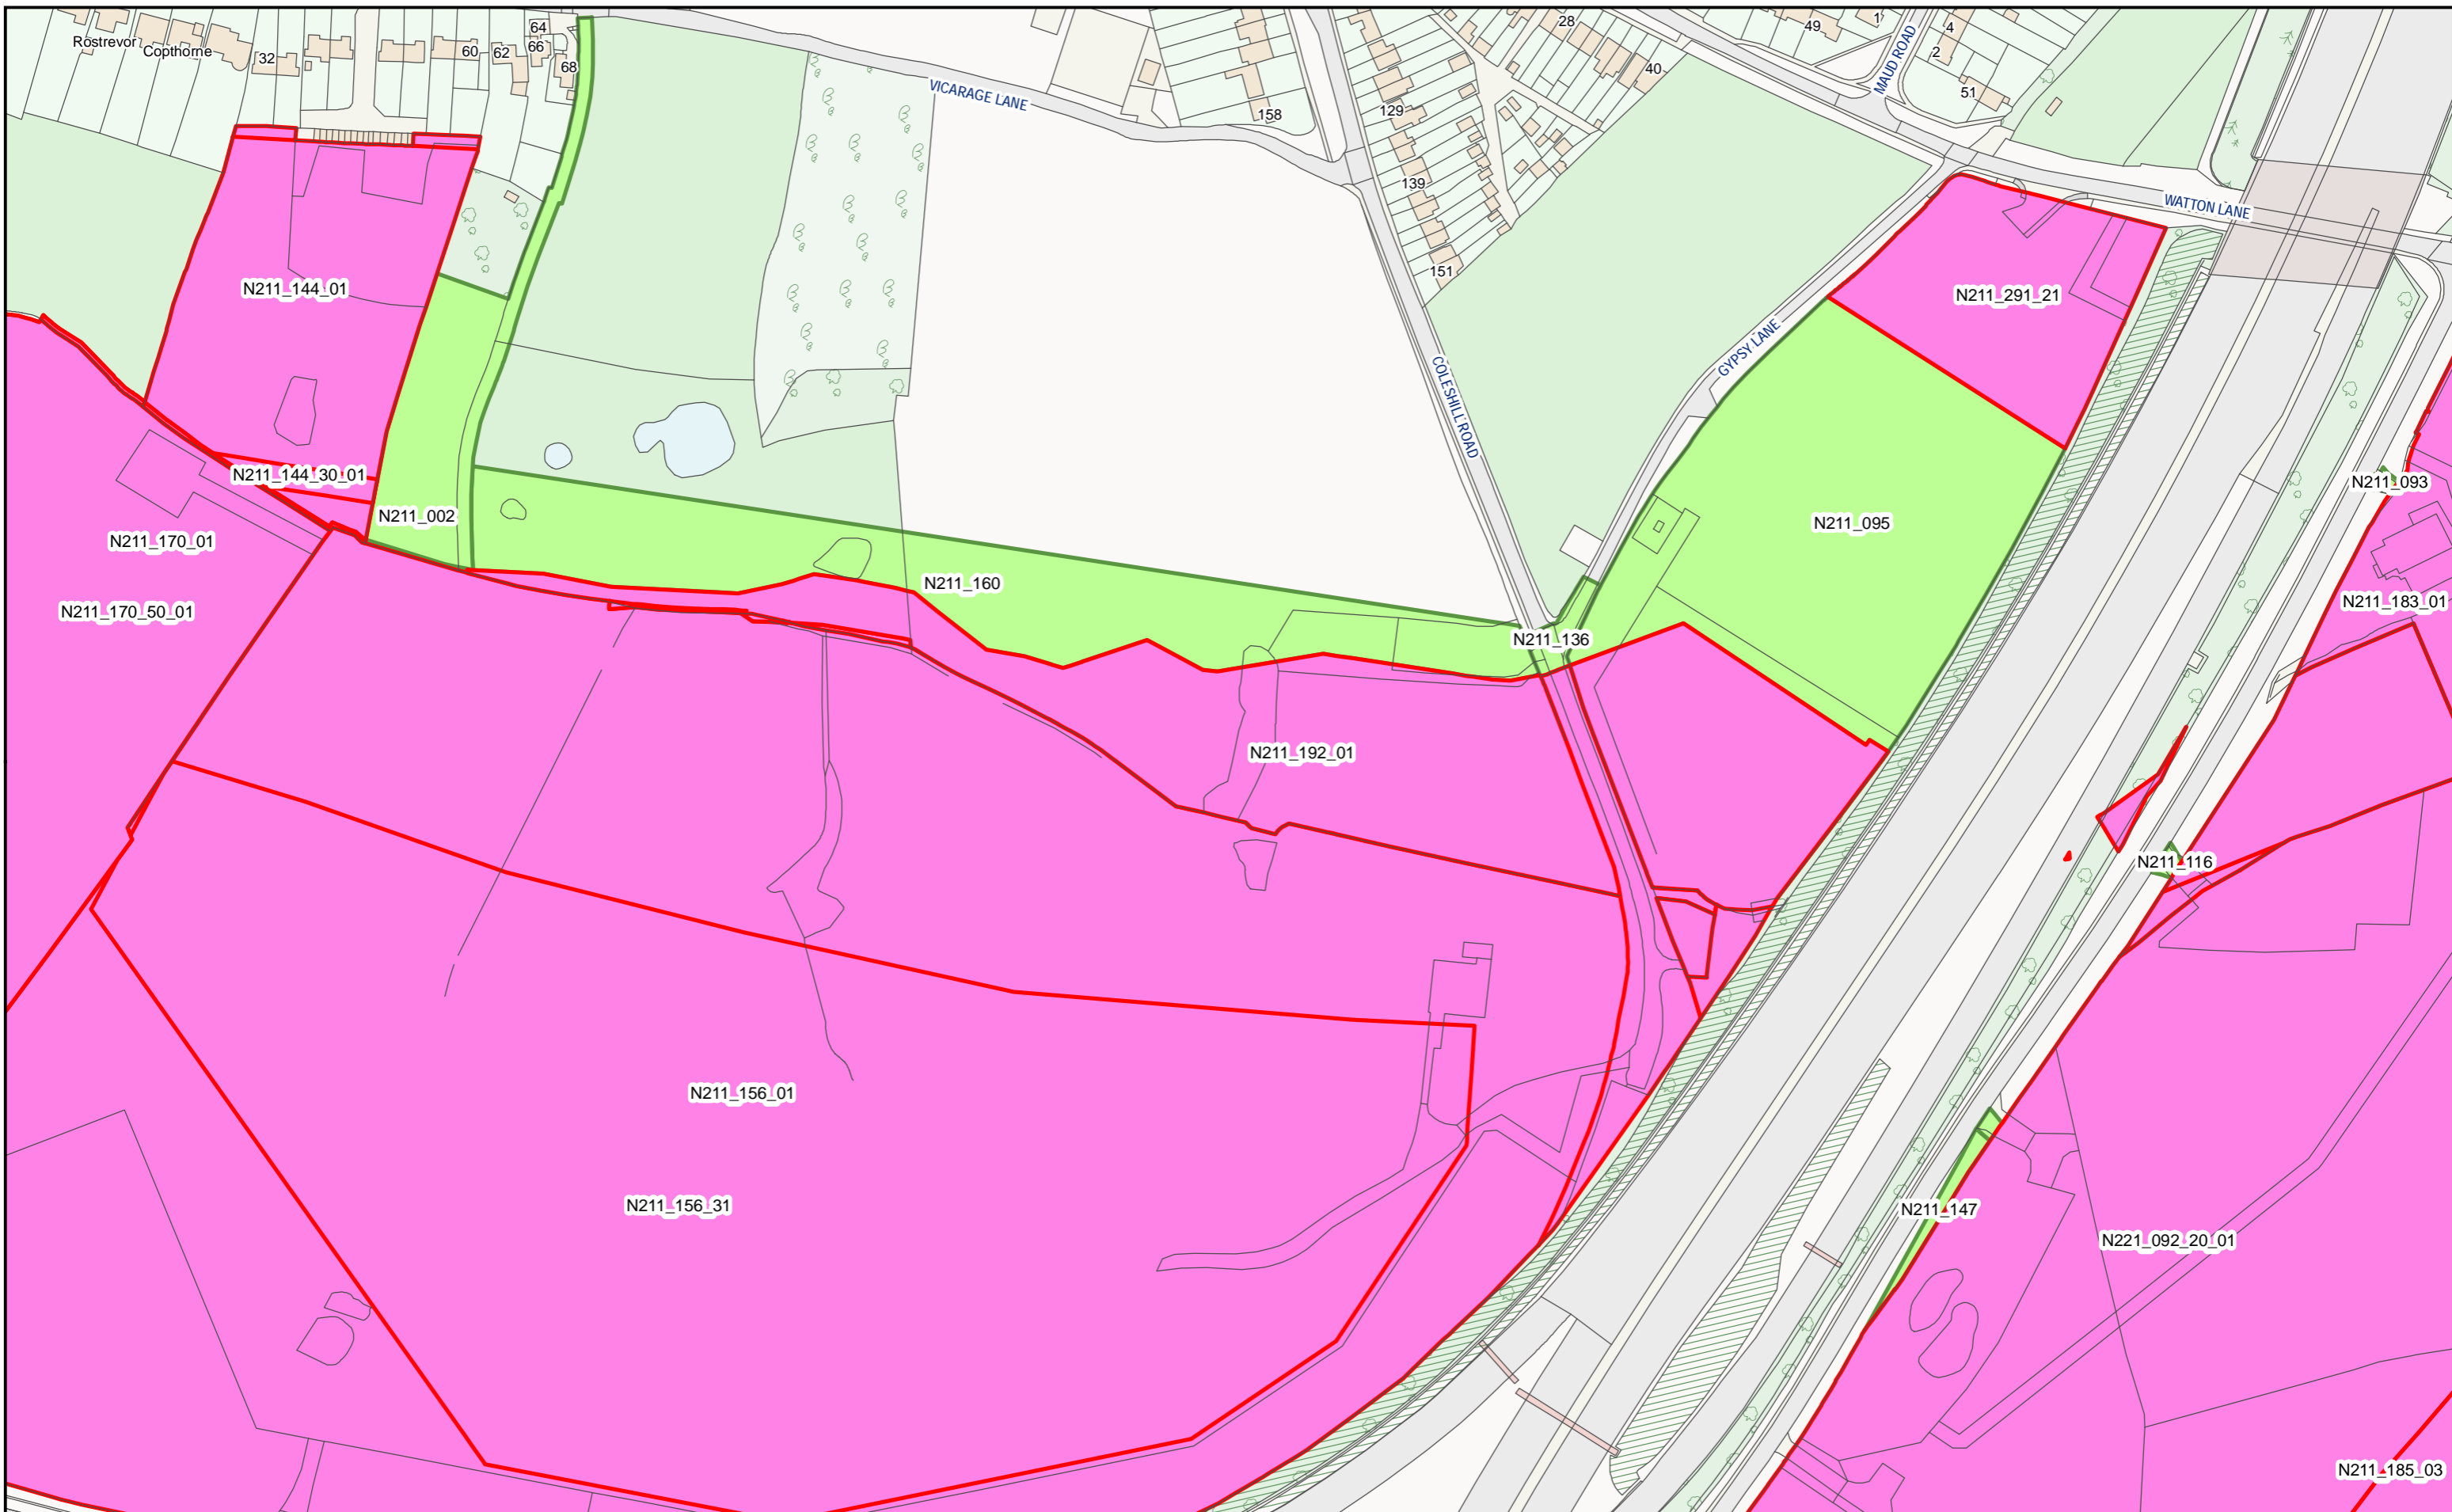 64
28
49
1
4
Rostrevor
Copthorne
32
60
62
66
68
2
MAUD ROAD
40
51
VICARAGE LANE
129
158
139
WATTON LANE
151
N211_144_01
N211_291_21
GYPSY LANE
COLESHILL ROAD
N211_144_30_01
N211_093
N211_002
N211_095
N211_170_01
N211_160
N211_183_01
N211_170_50_01
N211_136
N211_192_01
N211_116
N211_156_01
N211_156_31
N211_147
N221_092_20_01
N211_185_03